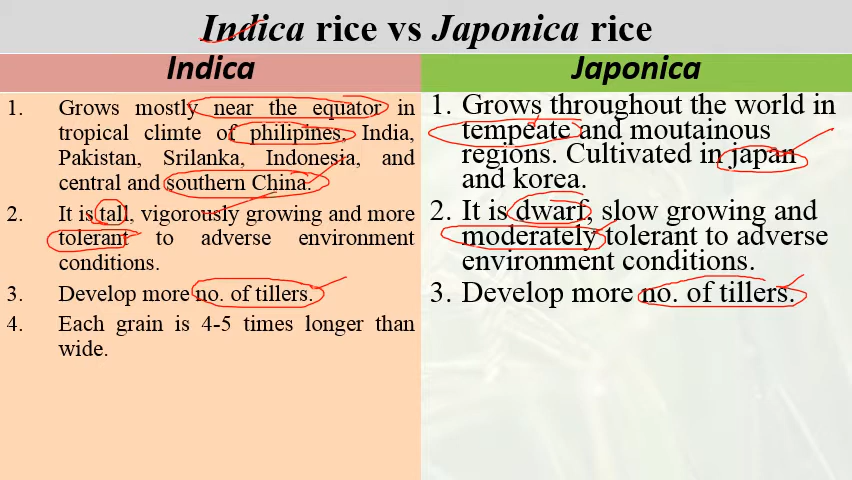 Indica rice vs Japonica rice
Indica
1. Grows mostly near the equator in
tropical climte of philipines, India,
Pakistan, Srilanka, Indonesia, and
central and southern China.
2. It is tall, vigorously growing and more
tolerant to adverse environment
conditions.
3. Develop more no. of tillers.
4. Each grain is 4-5 times longer than
wide.
Japonica
1. Grows throughout the world in
tempeate and moutainous
regions. Cultivated in japan
and korea.
2. It is dwarf, slow growing and
moderately tolerant to adverse
environment conditions.
3. Develop more no. of tillers.